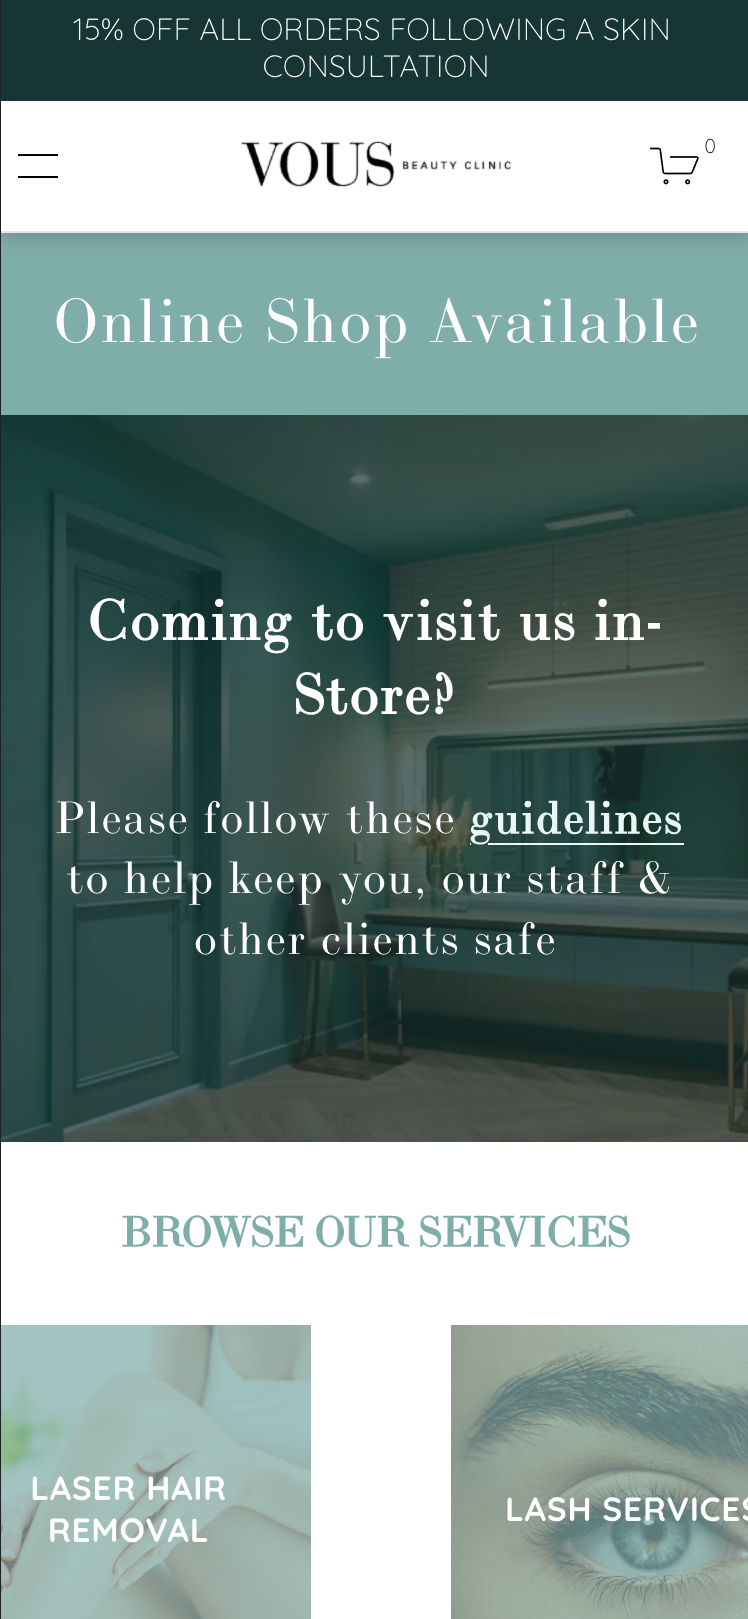 15% OFF ALL ORDERS FOLLOWING A SKIN
CONSULTATION
VOUS BEAUTY CLINIC
0
Online Shop Available
Coming to visit us in-
Store?
Please follow these guidelines
to help keep you, our staff &
other clients safe
BROWSE OUR SERVICES
LASER HAIR
REMOVAL
LASH SERVICES